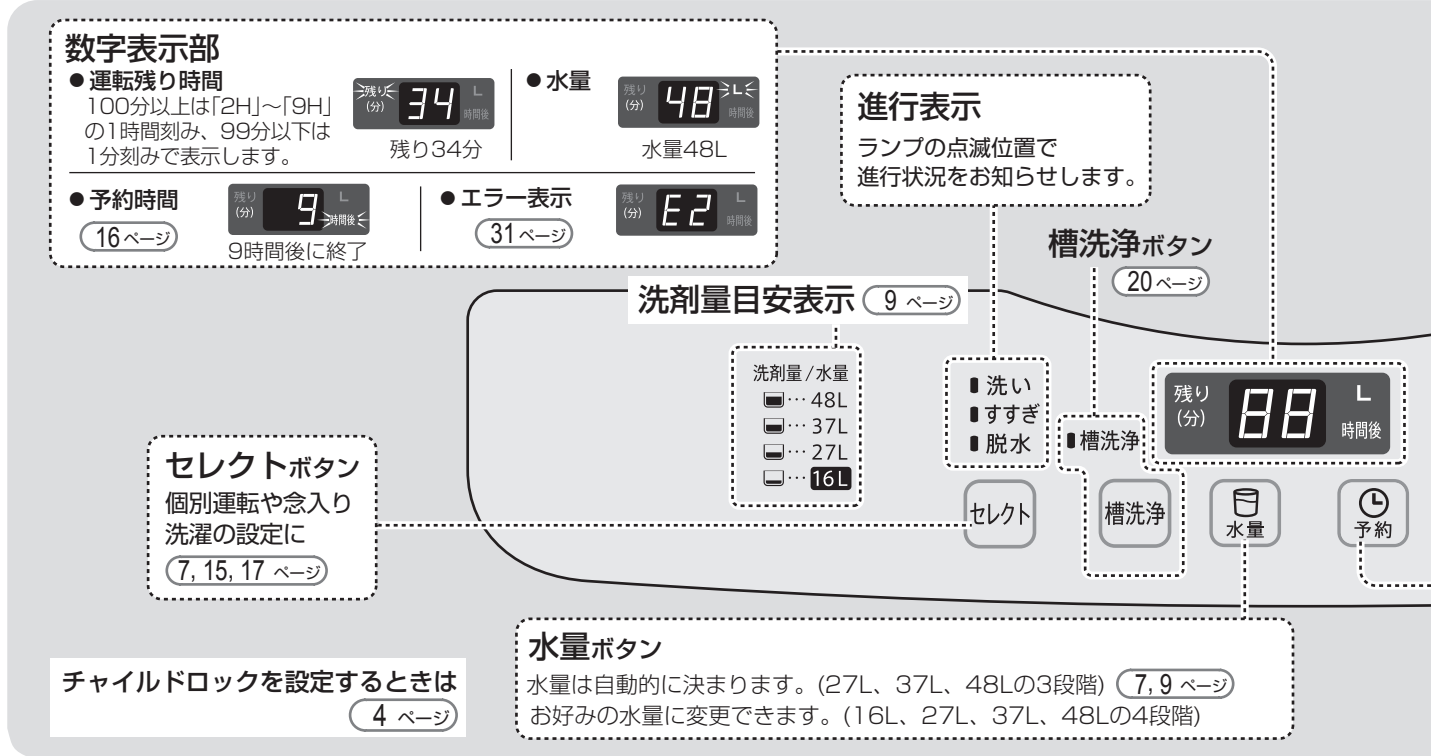 数字表示部
●運転残り時間
100分以上は｢2H｣～｢9H｣
の1時間刻み、99分以下は
1分刻みで表示します。
残り
(分)
34
L
時間後
残り34分
●水量
残り
(分)
48
L
時間後
水量48L
●予約時間
16ページ
残り
(分)
9
L
時間後
9時間後に終了
●エラー表示
31ページ
残り
(分)
E2
L
時間後
進行表示
ランプの点滅位置で
進行状況をお知らせします。
槽洗浄ボタン
20ページ
洗剤量目安表示 9 ページ
洗剤量/水量
…48L
…37L
…27L
…16L
洗い
すすぎ
脱水
槽洗浄
残り
(分)
88
L
時間後
セレクト
槽洗浄
水量
予約
セレクトボタン
個別運転や念入り
洗濯の設定に
7, 15, 17 ページ
水量ボタン
水量は自動的に決まります。(27L、37L、48Lの3段階) 7, 9 ページ
お好みの水量に変更できます。(16L、27L、37L、48Lの4段階)
チャイルドロックを設定するときは
4 ページ